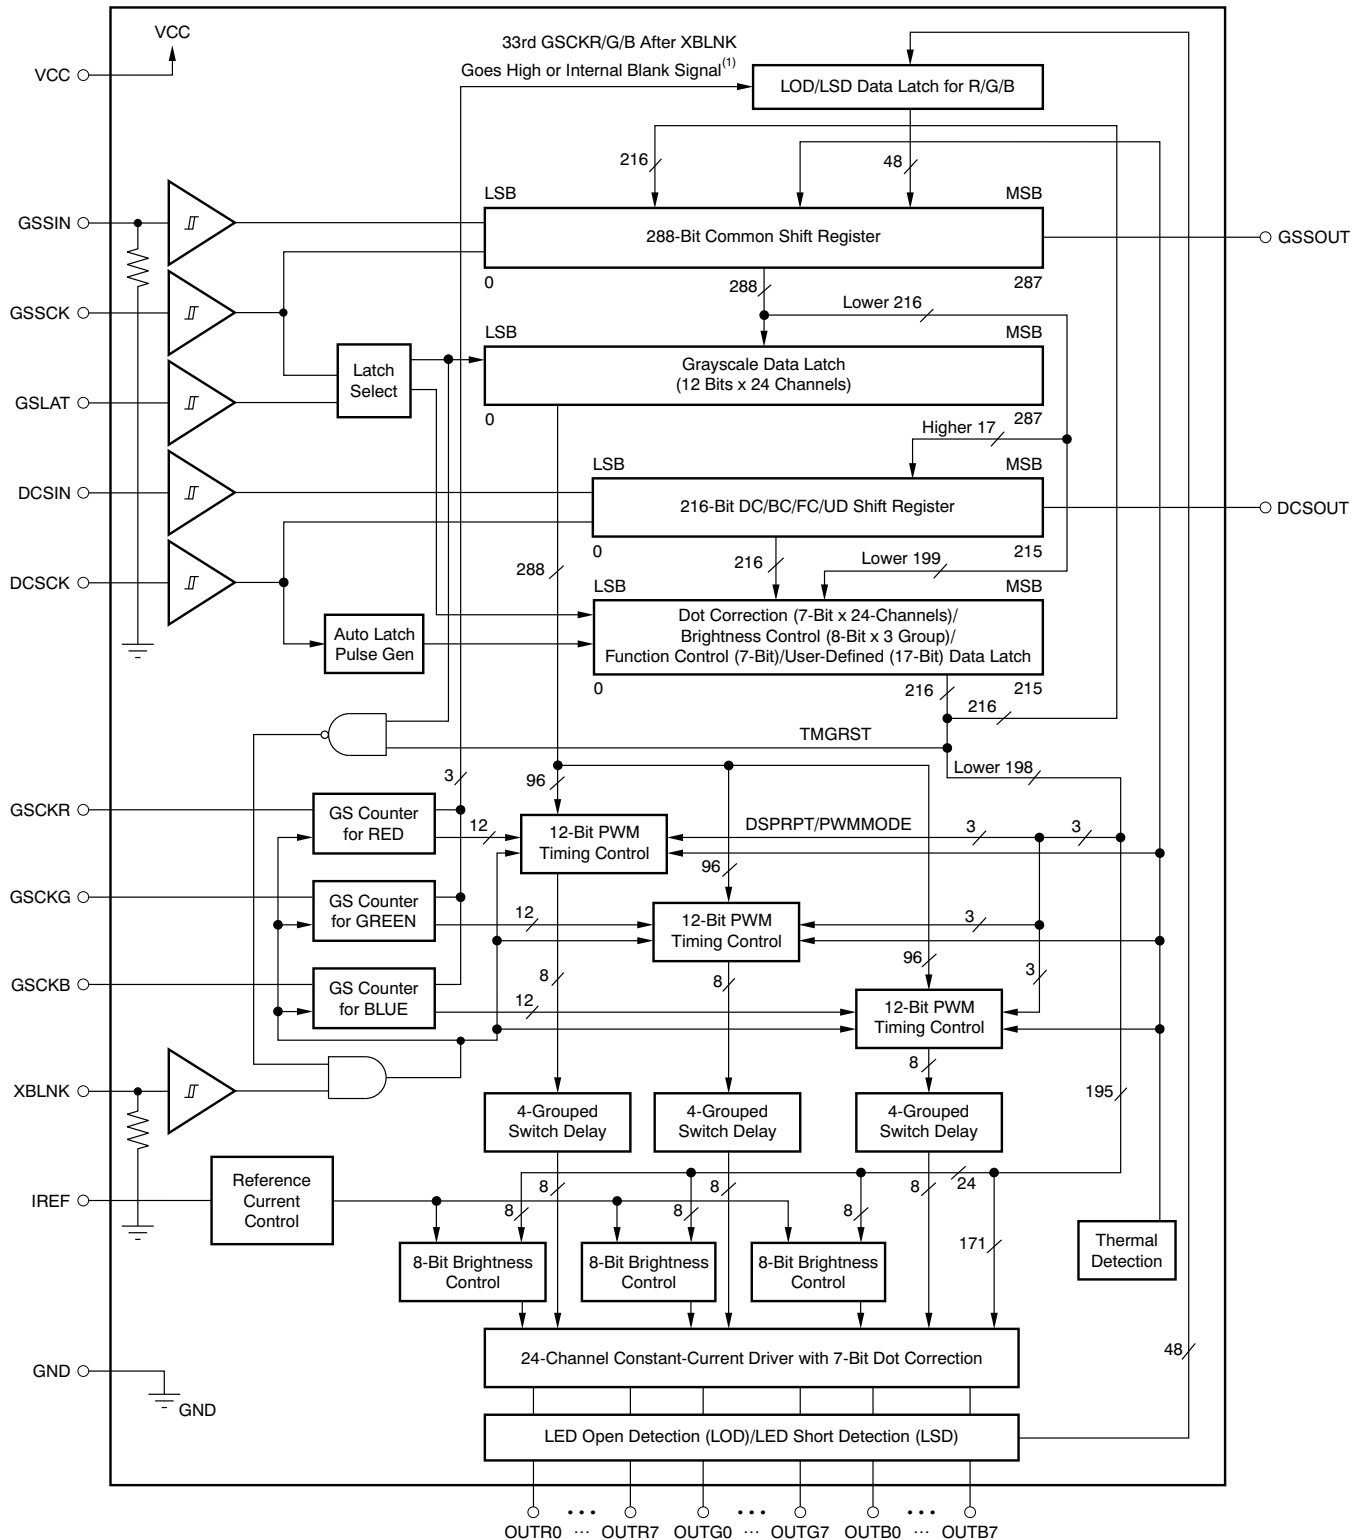 VCC
VCC
33rd GSCKR/G/B After XBLNK
Goes High or Internal Blank Signal(1)
LOD/LSD Data Latch for R/G/B
216
48
LSB
MSB
GSSIN
288-Bit Common Shift Register
GSSOUT
0
287
288
Lower 216
GSSCK
LSB
MSB
Latch
Select
Grayscale Data Latch
(12 Bits x 24 Channels)
GSLAT
0
287
Higher 17
LSB
MSB
DCSIN
216-Bit DC/BC/FC/UD Shift Register
DCSOUT
0
215
288
216
Lower 199
DCSCK
LSB
MSB
Auto Latch
Pulse Gen
Dot Correction (7-Bit x 24-Channels)/
Brightness Control (8-Bit x 3 Group)/
Function Control (7-Bit)/User-Defined (17-Bit) Data Latch
0
216
215
216
TMGRST
3
96
Lower 198
GSCKR
GS Counter
for RED
12
12-Bit PWM
Timing Control
DSPRPT/PWMMODE
3
3
96
GSCKG
GS Counter
for GREEN
12
12-Bit PWM
Timing Control
3
96
3
GSCKB
GS Counter
for BLUE
12
8
8
12-Bit PWM
Timing Control
8
XBLNK
195
4-Grouped
Switch Delay
4-Grouped
Switch Delay
4-Grouped
Switch Delay
IREF
Reference
Current
Control
8
8
8
24
8
8
8
171
8-Bit Brightness
Control
8-Bit Brightness
Control
8-Bit Brightness
Control
Thermal
Detection
GND
GND
24-Channel Constant-Current Driver with 7-Bit Dot Correction
48
LED Open Detection (LOD)/LED Short Detection (LSD)
OUTR0 ... OUTR7 OUTG0 ... OUTG7 OUTB0 ... OUTB7